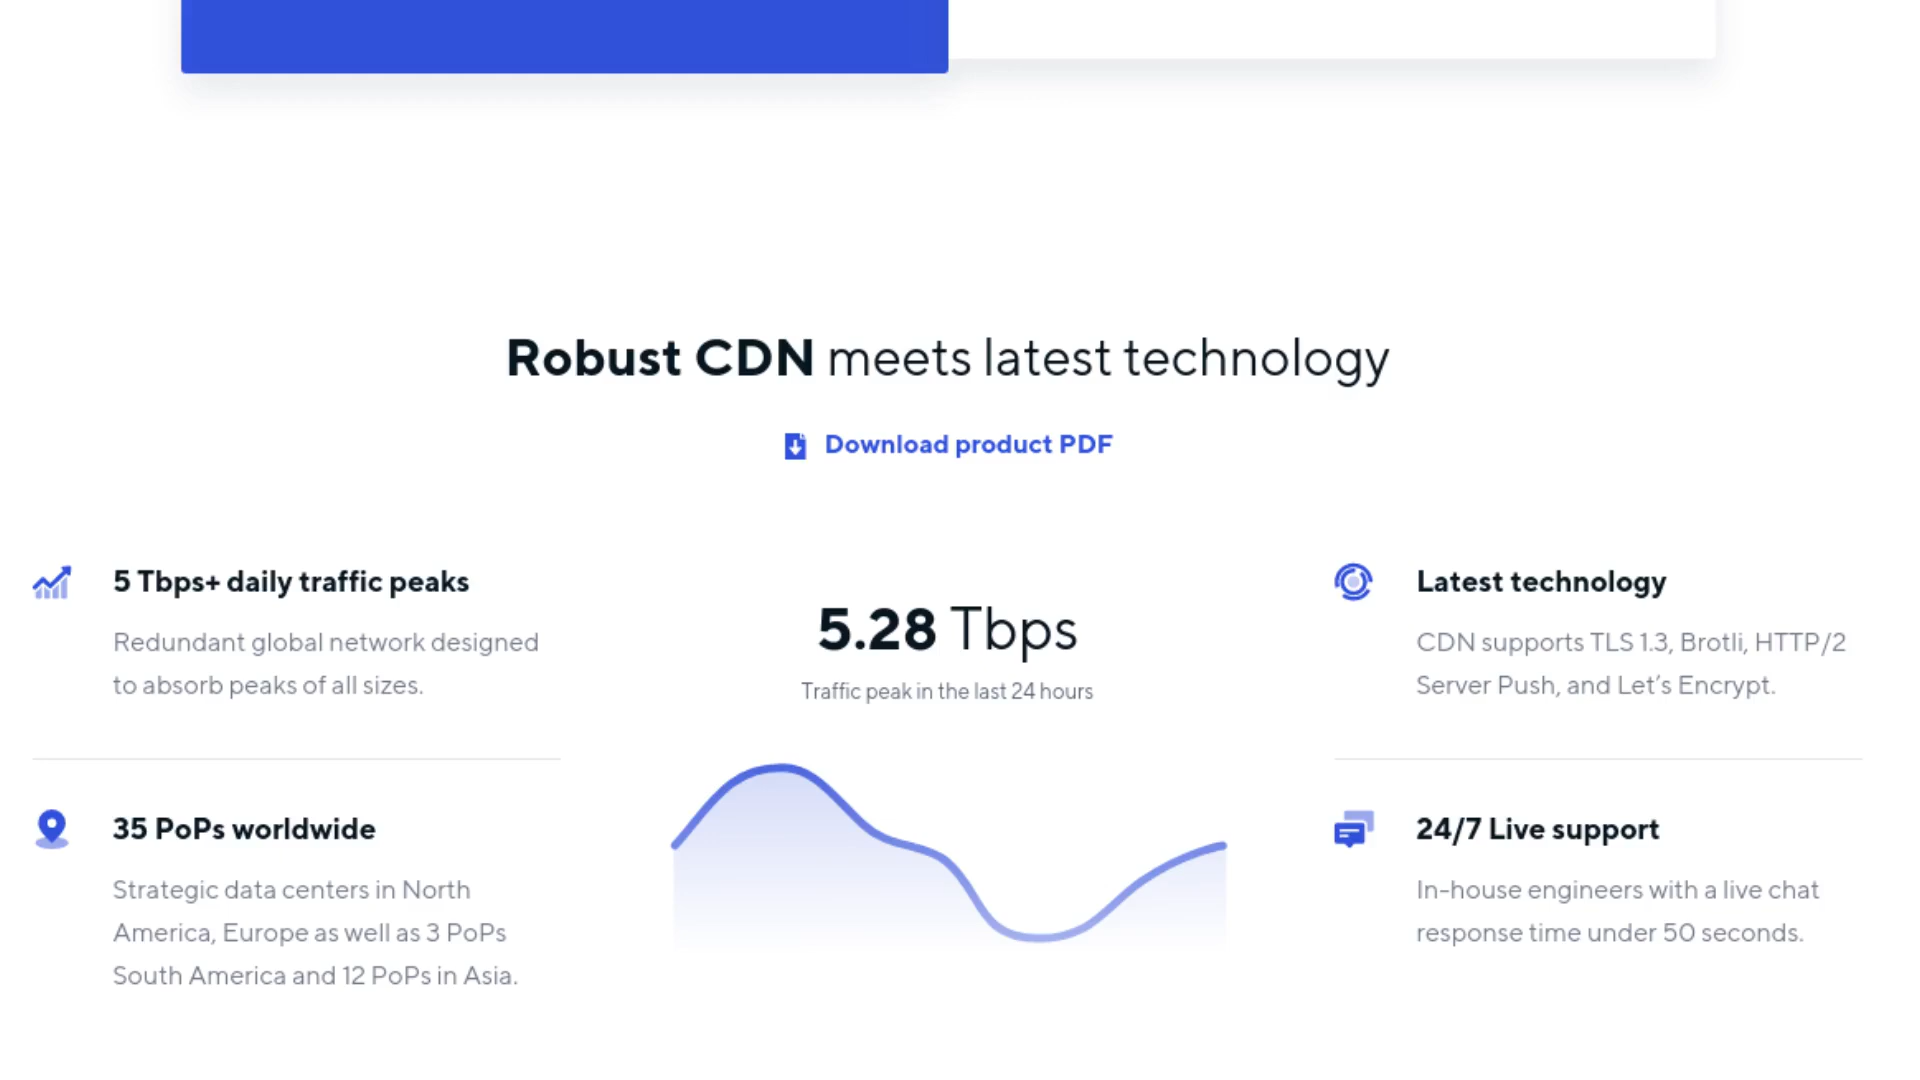 Robust CDN meets latest technology
Download product PDF
5 Tbps+ daily traffic peaks
Redundant global network designed
to absorb peaks of all sizes.
35 PoPs worldwide
Strategic data centers in North
America, Europe as well as 3 PoPs
South America and 12 PoPs in Asia.
5.28 Tbps
Traffic peak in the last 24 hours
Latest technology
CDN supports TLS 1.3, Brotli, HTTP/2
Server Push, and Let’s Encrypt.
24/7 Live support
In-house engineers with a live chat
response time under 50 seconds.